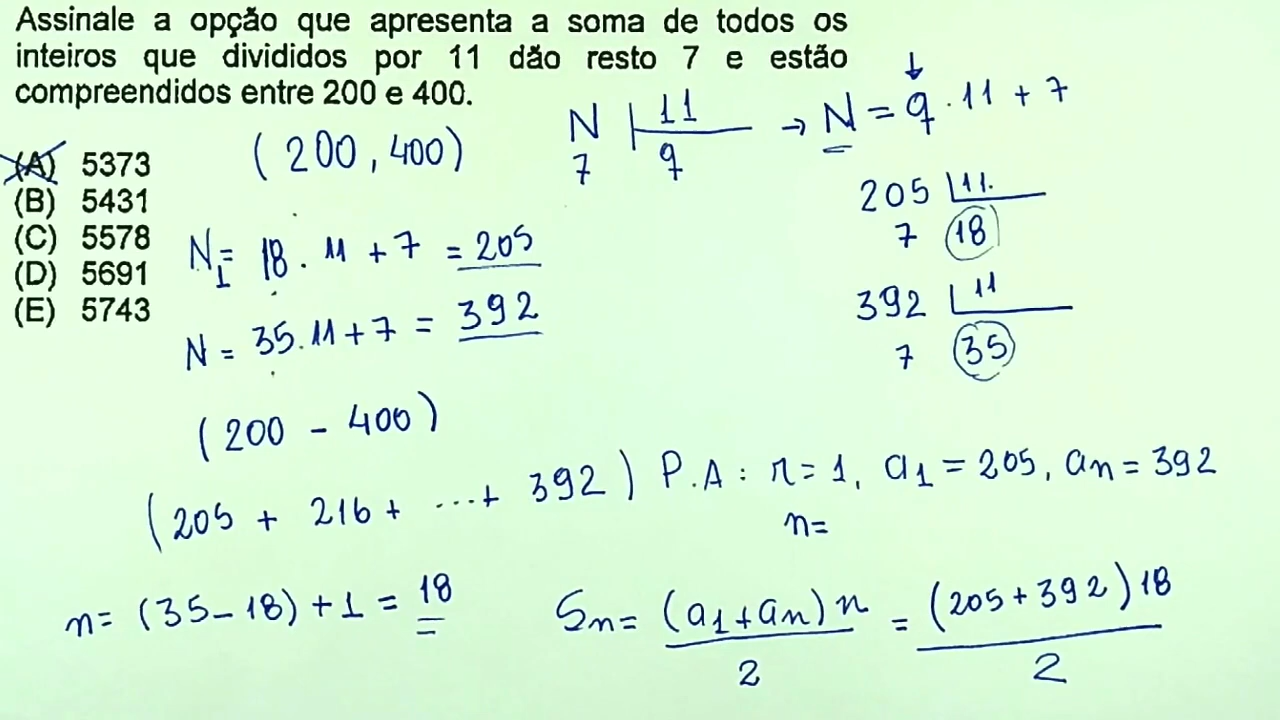 Assinale a opção que apresenta a soma de todos os
inteiros que divididos por 11 dão resto 7 e estão
compreendidos entre 200 e 400.
(A) 5373
(B) 5431
(C) 5578
(D) 5691
(E) 5743
(200, 400)
N | 11
7 q
→ N = q . 11 + 7
205 | 11.
7 18
392 | 11
7 35
N1 = 18 . 11 + 7 = 205
N = 35 . 11 + 7 = 392
(200 - 400)
(205 + 216 + ... + 392) P.A : r = 1, a1 = 205, an = 392
n =
n = (35 - 18) + 1 = 18
Sn = (a1 + an) n / 2 = (205 + 392) 18 / 2